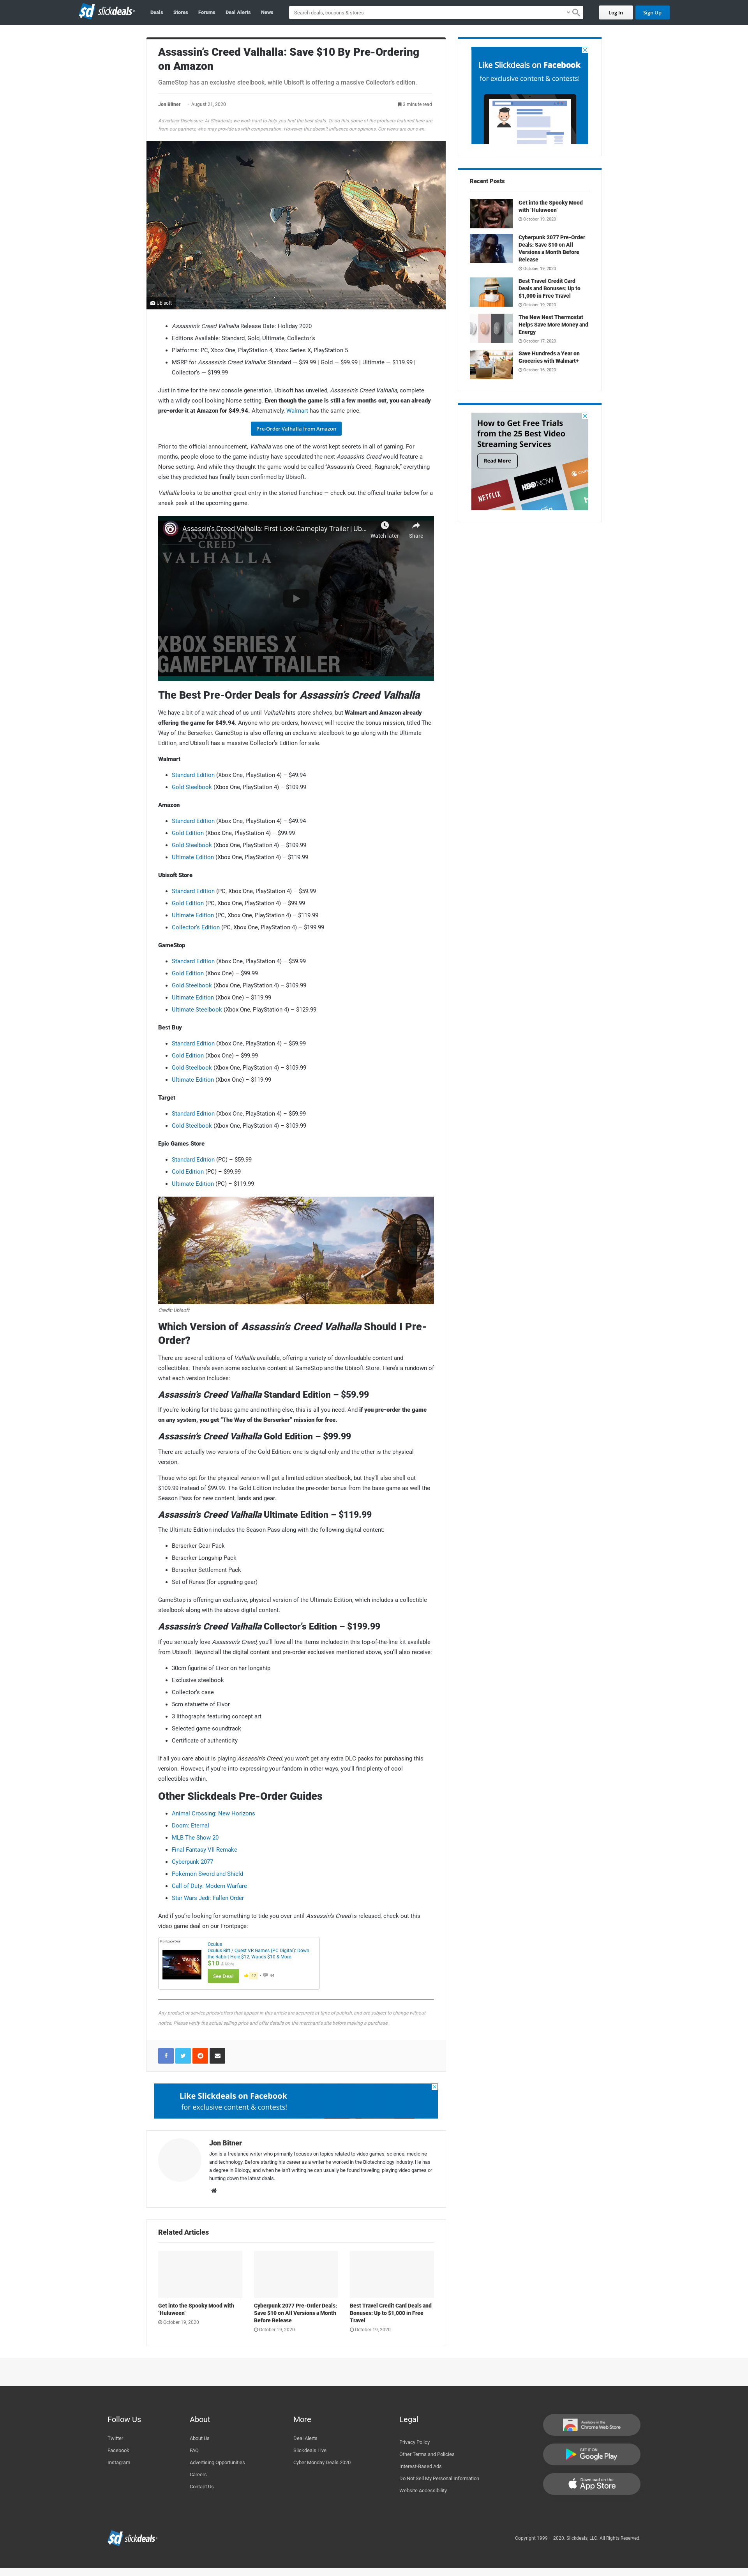 slickdeals
Deals
Stores
Forums
Deal Alerts
News
Search deals, coupons & stores
Log In
Sign Up
Assassin's Creed Valhalla: Save $10 By Pre-Ordering
on Amazon
GameStop has an exclusive steelbook, while Ubisoft is offering a massive Collector's edition.
Jon Bitner - August 21, 2020
3 minute read
Advertiser Disclosure: At Slickdeals, we work hard to help you find the best deals. To do this, some of the products featured here are
from our partners, who may provide us with compensation. However, this doesn't influence our opinions. Our views are our own.
Ubisoft
Assassin's Creed Valhalla Release Date: Holiday 2020
Editions Available: Standard, Gold, Ultimate, Collector's
Platforms: PC, Xbox One, PlayStation 4, Xbox Series X, PlayStation 5
MSRP for Assassin's Creed Valhalla: Standard — $59.99 | Gold — $99.99 | Ultimate — $119.99 |
Collector's — $199.99
Just in time for the new console generation, Ubisoft has unveiled, Assassin's Creed Valhalla, complete
with a wildly cool looking Norse setting. Even though the game is still a few months out, you can already
pre-order it at Amazon for $49.94. Alternatively, Walmart has the same price.
Pre-Order Valhalla from Amazon
Prior to the official announcement, Valhalla was one of the worst kept secrets in all of gaming. For
months, people close to the game industry have speculated the next Assassin's Creed would feature a
Norse setting. And while they thought the game would be called "Assassin's Creed: Ragnarok," everything
else they predicted has finally been confirmed by Ubisoft.
Valhalla looks to be another great entry in the storied franchise — check out the official trailer below for a
sneak peek at the upcoming game.
Assassin's Creed Valhalla: First Look Gameplay Trailer | Ub...
Watch later
Share
ASSASSIN'S
CREED
VALHALLA
XBOX SERIES X
GAMEPLAY TRAILER
The Best Pre-Order Deals for Assassin's Creed Valhalla
We have a bit of a wait ahead of us until Valhalla hits store shelves, but Walmart and Amazon already
offering the game for $49.94. Anyone who pre-orders, however, will receive the bonus mission, titled The
Way of the Berserker. GameStop is also offering an exclusive steelbook to go along with the Ultimate
Edition, and Ubisoft has a massive Collector's Edition for sale.
Walmart
Standard Edition (Xbox One, PlayStation 4) – $49.94
Gold Steelbook (Xbox One, PlayStation 4) – $109.99
Amazon
Standard Edition (Xbox One, PlayStation 4) – $49.94
Gold Edition (Xbox One, PlayStation 4) – $99.99
Gold Steelbook (Xbox One, PlayStation 4) – $109.99
Ultimate Edition (Xbox One, PlayStation 4) – $119.99
Ubisoft Store
Standard Edition (PC, Xbox One, PlayStation 4) – $59.99
Gold Edition (PC, Xbox One, PlayStation 4) – $99.99
Ultimate Edition (PC, Xbox One, PlayStation 4) – $119.99
Collector's Edition (PC, Xbox One, PlayStation 4) – $199.99
GameStop
Standard Edition (Xbox One, PlayStation 4) – $59.99
Gold Edition (Xbox One) – $99.99
Gold Steelbook (Xbox One, PlayStation 4) – $109.99
Ultimate Edition (Xbox One) – $119.99
Ultimate Steelbook (Xbox One, PlayStation 4) – $129.99
Best Buy
Standard Edition (Xbox One, PlayStation 4) – $59.99
Gold Edition (Xbox One) – $99.99
Gold Steelbook (Xbox One, PlayStation 4) – $109.99
Ultimate Edition (Xbox One) – $119.99
Target
Standard Edition (Xbox One, PlayStation 4) – $59.99
Gold Steelbook (Xbox One, PlayStation 4) – $109.99
Epic Games Store
Standard Edition (PC) – $59.99
Gold Edition (PC) – $99.99
Ultimate Edition (PC) – $119.99
Credit: Ubisoft
Which Version of Assassin's Creed Valhalla Should I Pre-
Order?
There are several editions of Valhalla available, offering a variety of downloadable content and
collectibles. There's even some exclusive content at GameStop and the Ubisoft Store. Here's a rundown of
what each version includes:
Assassin's Creed Valhalla Standard Edition – $59.99
If you're looking for the base game and nothing else, this is all you need. And if you pre-order the game
on any system, you get "The Way of the Berserker" mission for free.
Assassin's Creed Valhalla Gold Edition – $99.99
There are actually two versions of the Gold Edition: one is digital-only and the other is the physical
version.
Those who opt for the physical version will get a limited edition steelbook, but they'll also shell out
$109.99 instead of $99.99. The Gold Edition includes the pre-order bonus from the base game as well the
Season Pass for new content, lands and gear.
Assassin's Creed Valhalla Ultimate Edition – $119.99
The Ultimate Edition includes the Season Pass along with the following digital content:
Berserker Gear Pack
Berserker Longship Pack
Berserker Settlement Pack
Set of Runes (for upgrading gear)
GameStop is offering an exclusive, physical version of the Ultimate Edition, which includes a collectible
steelbook along with the above digital content.
Assassin's Creed Valhalla Collector's Edition – $199.99
If you seriously love Assassin's Creed, you'll love all the items included in this top-of-the-line kit available
from Ubisoft. Beyond all the digital content and pre-order exclusives mentioned above, you'll also receive:
30cm figurine of Eivor on her longship
Exclusive steelbook
Collector's case
5cm statuette of Eivor
3 lithographs featuring concept art
Selected game soundtrack
Certificate of authenticity
If all you care about is playing Assassin's Creed, you won't get any extra DLC packs for purchasing this
version. However, if you're into expressing your fandom in other ways, you'll find plenty of cool
collectibles within.
Other Slickdeals Pre-Order Guides
Animal Crossing: New Horizons
Doom: Eternal
MLB The Show 20
Final Fantasy VII Remake
Cyberpunk 2077
Pokémon Sword and Shield
Call of Duty: Modern Warfare
Star Wars Jedi: Fallen Order
And if you're looking for something to tide you over until Assassin's Creed is released, check out this
video game deal on our Frontpage:
Frontpage Deal
Oculus
Oculus Rift / Quest VR Games (PC Digital): Down
the Rabbit Hole $12, Wands $10 & More
$10 & More
See Deal
42
44
Any product or service prices/offers that appear in this article are accurate at time of publish, and are subject to change without
notice. Please verify the actual selling price and offer details on the merchant's site before making a purchase.
Like Slickdeals on Facebook
for exclusive content & contests!
Jon Bitner
Jon is a freelance writer who primarily focuses on topics related to video games, science, medicine
and technology. Before starting his career as a writer he worked in the Biotechnology industry. He has
a degree in Biology, and when he isn't writing he can usually be found traveling, playing video games or
hunting down the latest deals.
Related Articles
Get into the Spooky Mood with
'Huluween'
October 19, 2020
Cyberpunk 2077 Pre-Order Deals:
Save $10 on All Versions a Month
Before Release
October 19, 2020
Best Travel Credit Card Deals and
Bonuses: Up to $1,000 in Free
Travel
October 19, 2020
Like Slickdeals on Facebook
for exclusive content & contests!
Recent Posts
Get into the Spooky Mood
with 'Huluween'
October 19, 2020
Cyberpunk 2077 Pre-Order
Deals: Save $10 on All
Versions a Month Before
Release
October 19, 2020
Best Travel Credit Card
Deals and Bonuses: Up to
$1,000 in Free Travel
October 19, 2020
The New Nest Thermostat
Helps Save More Money and
Energy
October 17, 2020
Save Hundreds a Year on
Groceries with Walmart+
October 16, 2020
How to Get Free Trials
from the 25 Best Video
Streaming Services
Read More
NETFLIX
HBO NOW
Follow Us
Twitter
Facebook
Instagram
About
About Us
FAQ
Advertising Opportunities
Careers
Contact Us
More
Deal Alerts
Slickdeals Live
Cyber Monday Deals 2020
Legal
Privacy Policy
Other Terms and Policies
Interest-Based Ads
Do Not Sell My Personal Information
Website Accessibility
Available in the
Chrome Web Store
GET IT ON
Google Play
Download on the
App Store
slickdeals
Copyright 1999 – 2020. Slickdeals, LLC. All Rights Reserved.